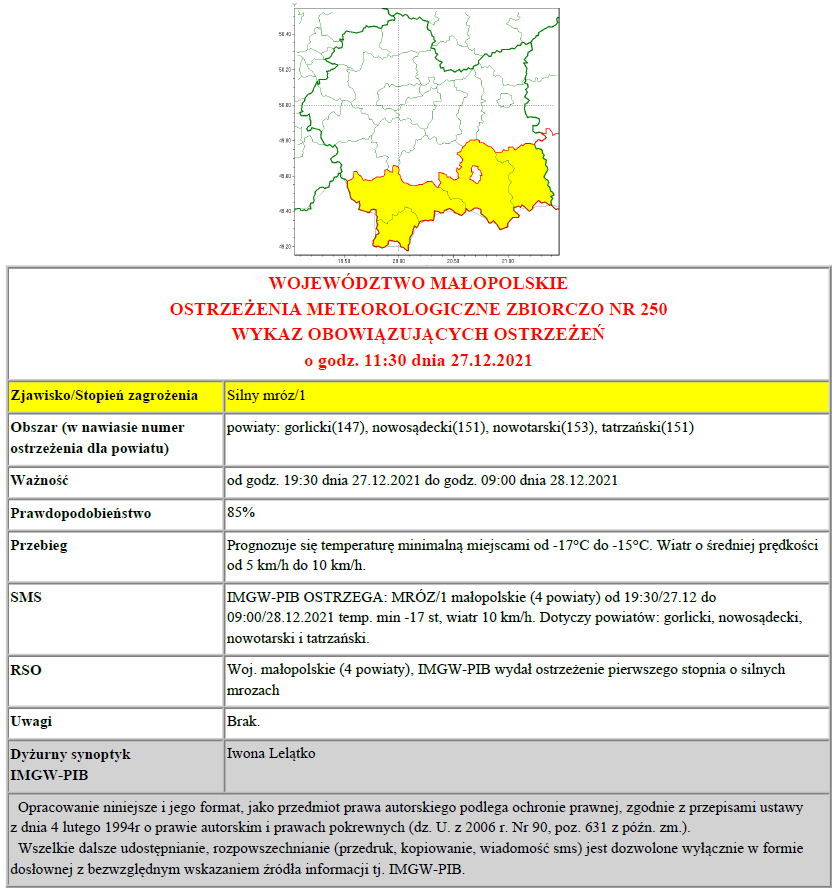 50.40
50.20
50.00
49.80
49.60
49.40
49.20
19.50
20.00
20.50
21.00
WOJEWÓDZTWO MAŁOPOLSKIE
OSTRZEŻENIA METEOROLOGICZNE ZBIORCZO NR 250
WYKAZ OBOWIĄZUJĄCYCH OSTRZEŻEŃ
o godz. 11:30 dnia 27.12.2021
Zjawisko/Stopień zagrożenia
Silny mróz/1
Obszar (w nawiasie numer
ostrzeżenia dla powiatu)
powiaty: gorlicki(147), nowosądecki(151), nowotarski(153), tatrzański(151)
Ważność
od godz. 19:30 dnia 27.12.2021 do godz. 09:00 dnia 28.12.2021
Prawdopodobieństwo
85%
Przebieg
Prognozuje się temperaturę minimalną miejscami od -17°C do -15°C. Wiatr o średniej prędkości
od 5 km/h do 10 km/h.
SMS
IMGW-PIB OSTRZEGA: MRÓZ/1 małopolskie (4 powiaty) od 19:30/27.12 do
09:00/28.12.2021 temp. min -17 st, wiatr 10 km/h. Dotyczy powiatów: gorlicki, nowosądecki,
nowotarski i tatrzański.
RSO
Woj. małopolskie (4 powiaty), IMGW-PIB wydał ostrzeżenie pierwszego stopnia o silnych
mrozach
Uwagi
Brak.
Dyżurny synoptyk
IMGW-PIB
Iwona Lelątko
Opracowanie niniejsze i jego format, jako przedmiot prawa autorskiego podlega ochronie prawnej, zgodnie z przepisami ustawy
z dnia 4 lutego 1994r o prawie autorskim i prawach pokrewnych (dz. U. z 2006 r. Nr 90, poz. 631 z późn. zm.).
Wszelkie dalsze udostępnianie, rozpowszechnianie (przedruk, kopiowanie, wiadomość sms) jest dozwolone wyłącznie w formie
dosłownej z bezwzględnym wskazaniem źródła informacji tj. IMGW-PIB.